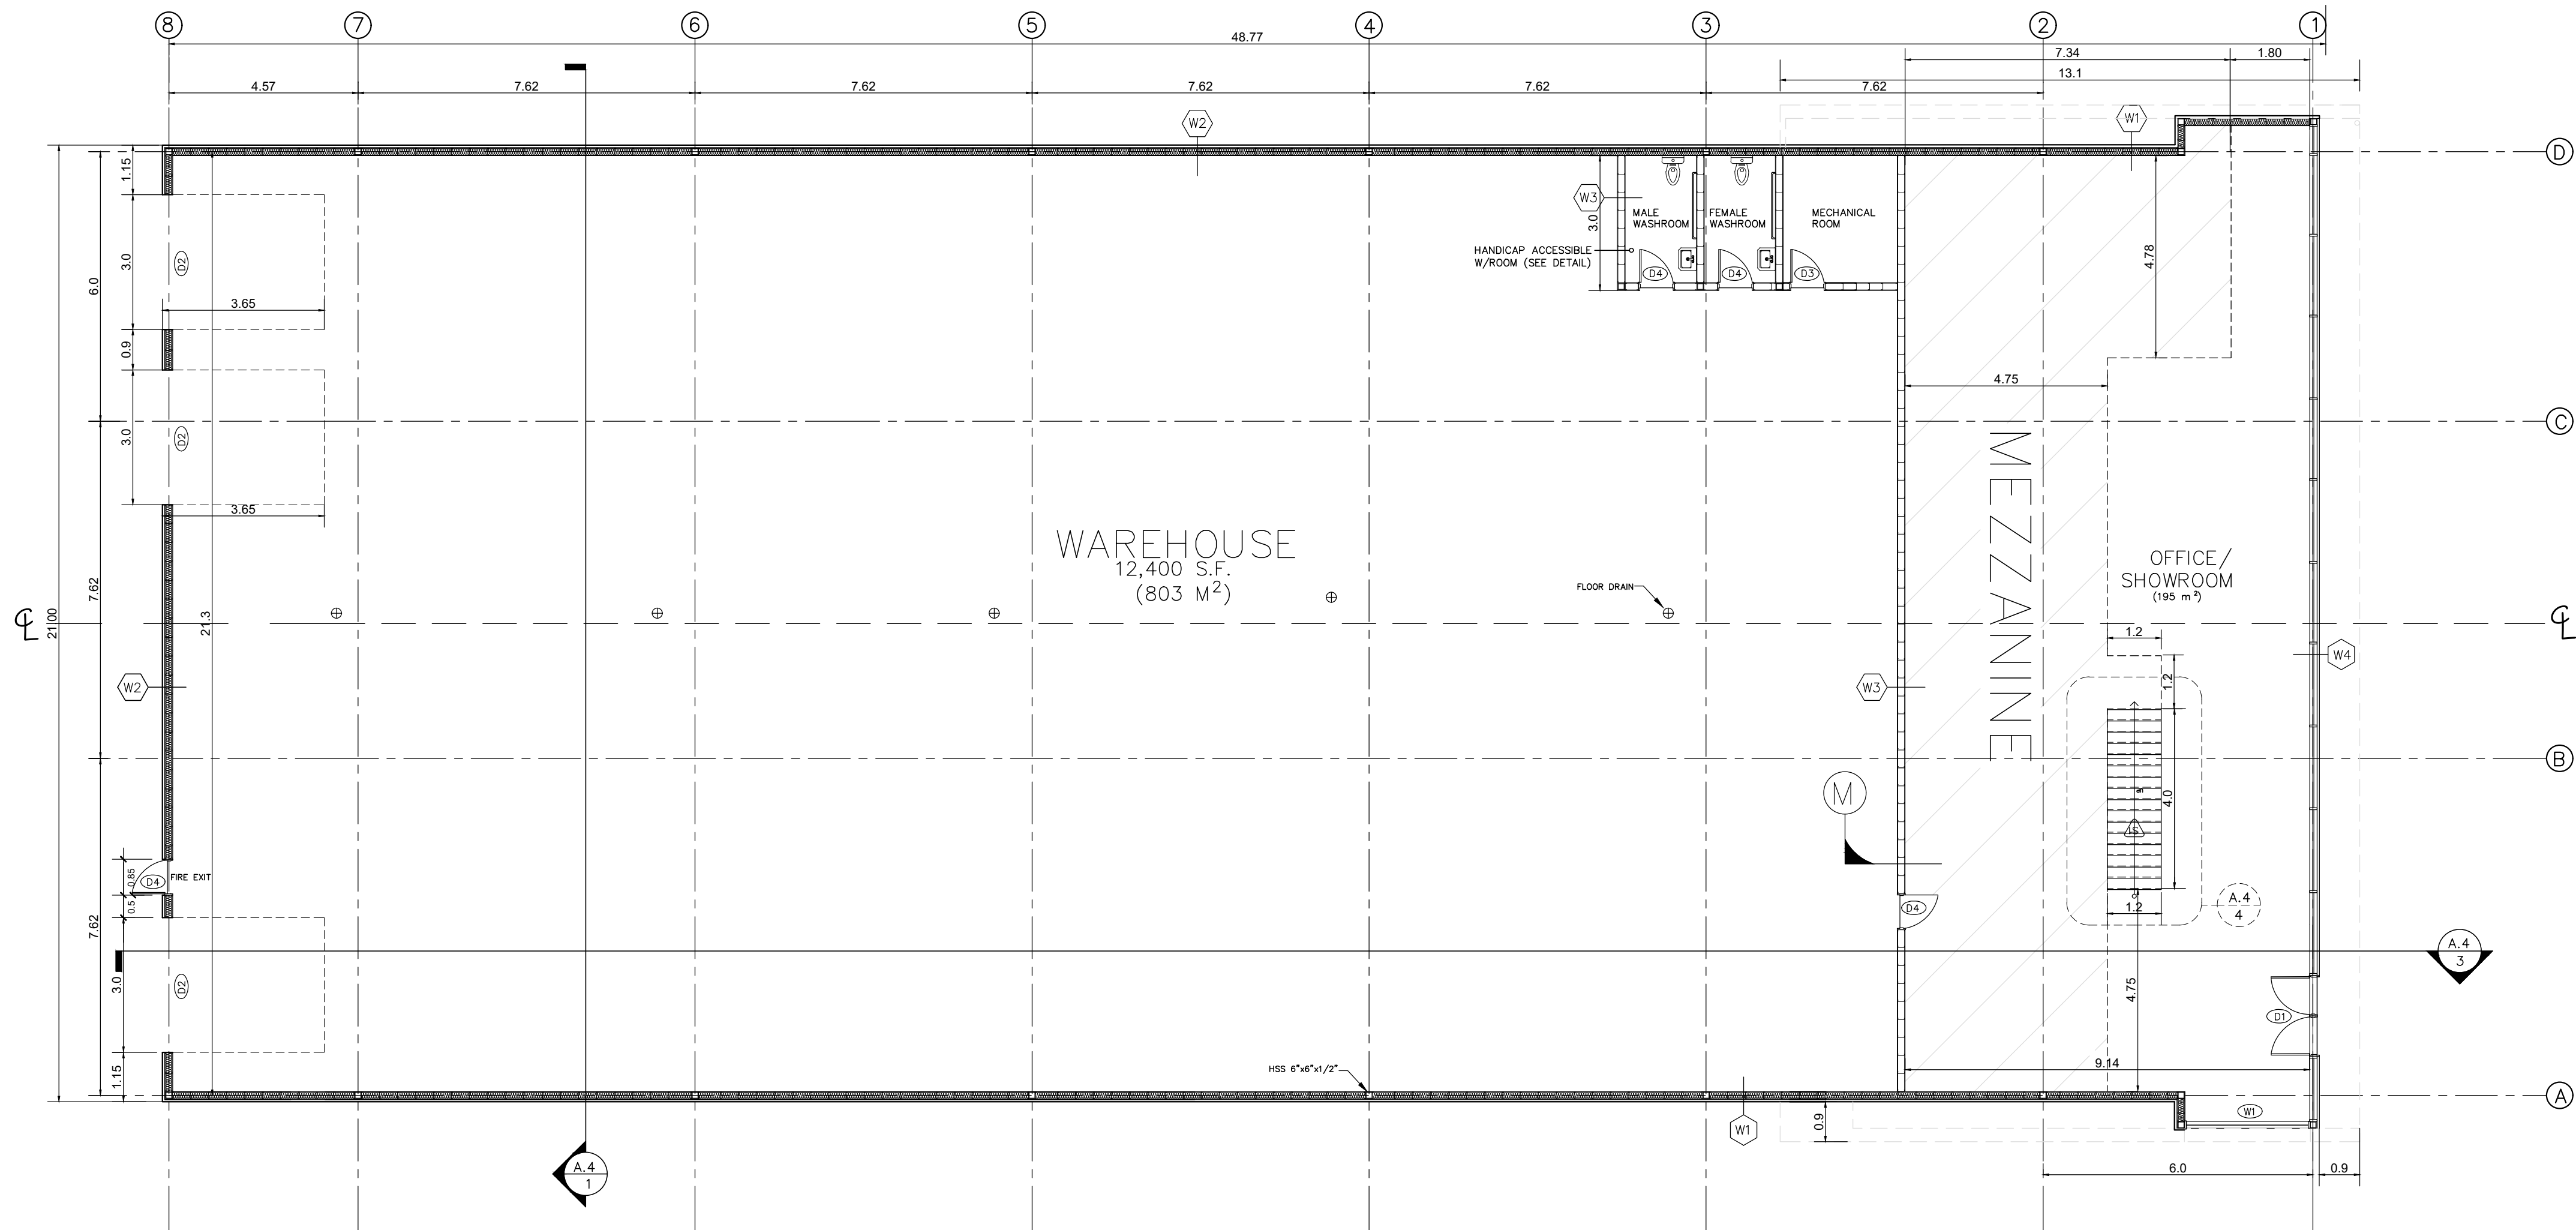 8
7
6
5
4
3
2
1
48.77
7.34
1.80
13.1
4.57
7.62
7.62
7.62
7.62
7.62
W2
W1
D
1.15
6.0
3.0
D2
3.65
W3
3.0
MALE
WASHROOM
FEMALE
WASHROOM
MECHANICAL
ROOM
HANDICAP ACCESSIBLE
W/ROOM (SEE DETAIL)
D4
D4
D3
4.78
0.9
4.75
3.0
D2
3.65
C
MEZZANINE
WAREHOUSE
12,400 S.F.
(803 M²)
OFFICE/
SHOWROOM
(195 m²)
FLOOR DRAIN
7.62
21.00
21.3
℄
℄
1.2
W4
1.2
W2
W3
B
M
4.0
S1
0.85
D4
FIRE EXIT
0.5
7.62
D4
1.2
A.4
4
A.4
3
3.0
D2
4.75
D1
1.15
HSS 6"x6"x1/2"
9.14
A
0.9
W1
W1
A.4
1
6.0
0.9